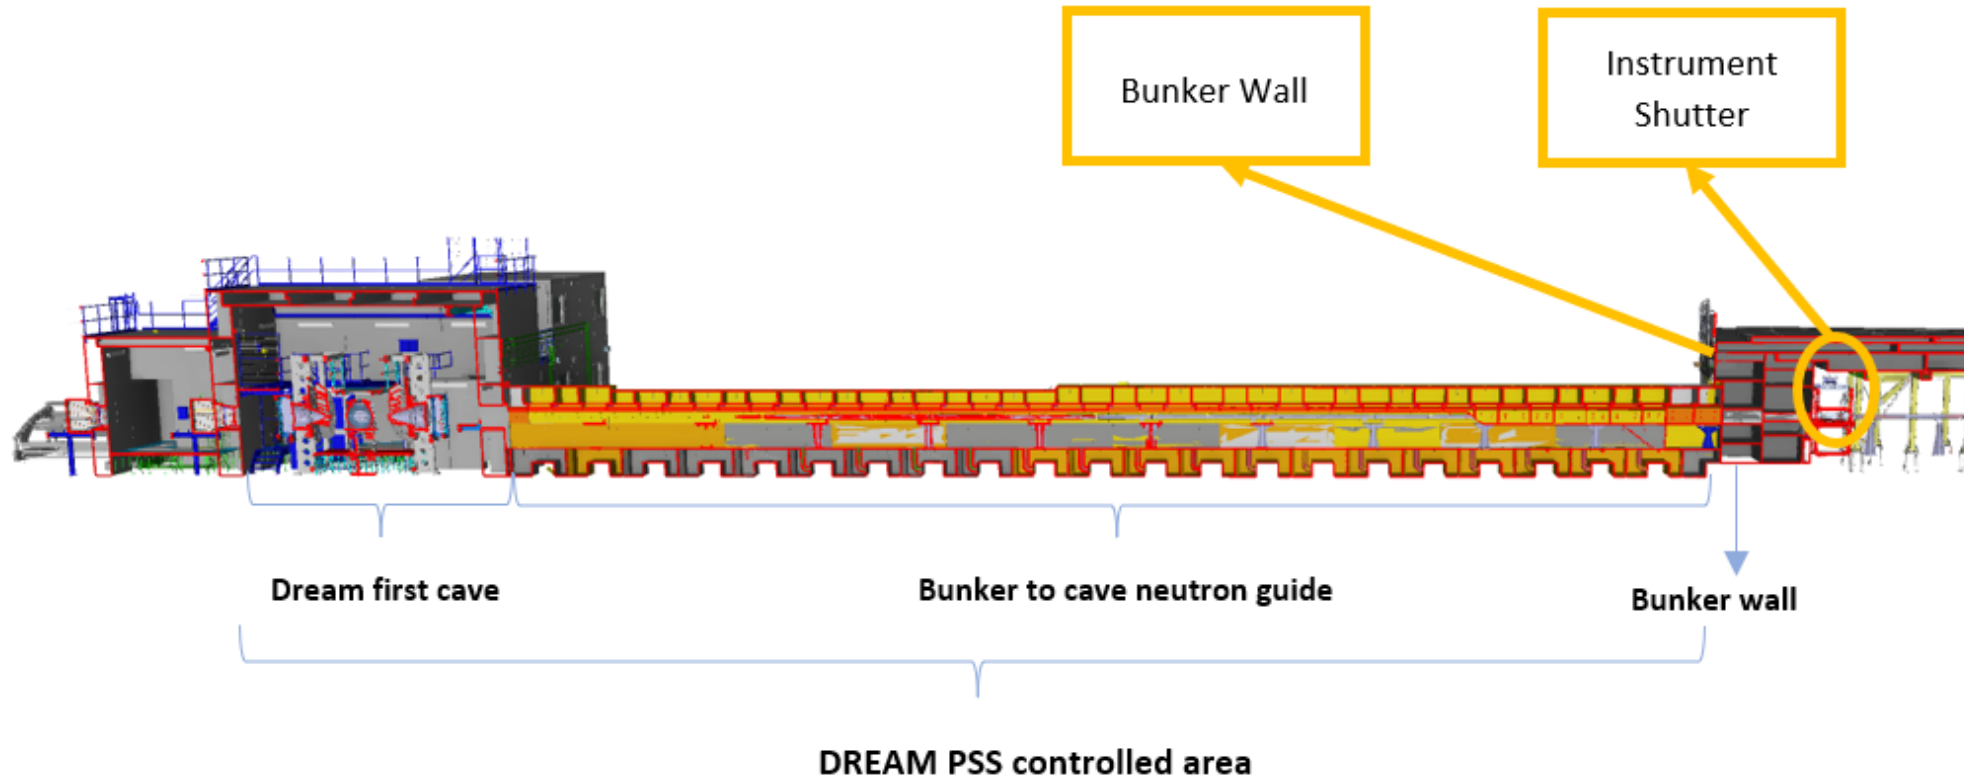 Bunker Wall
Instrument
Shutter
Dream first cave
Bunker to cave neutron guide
Bunker wall
DREAM PSS controlled area